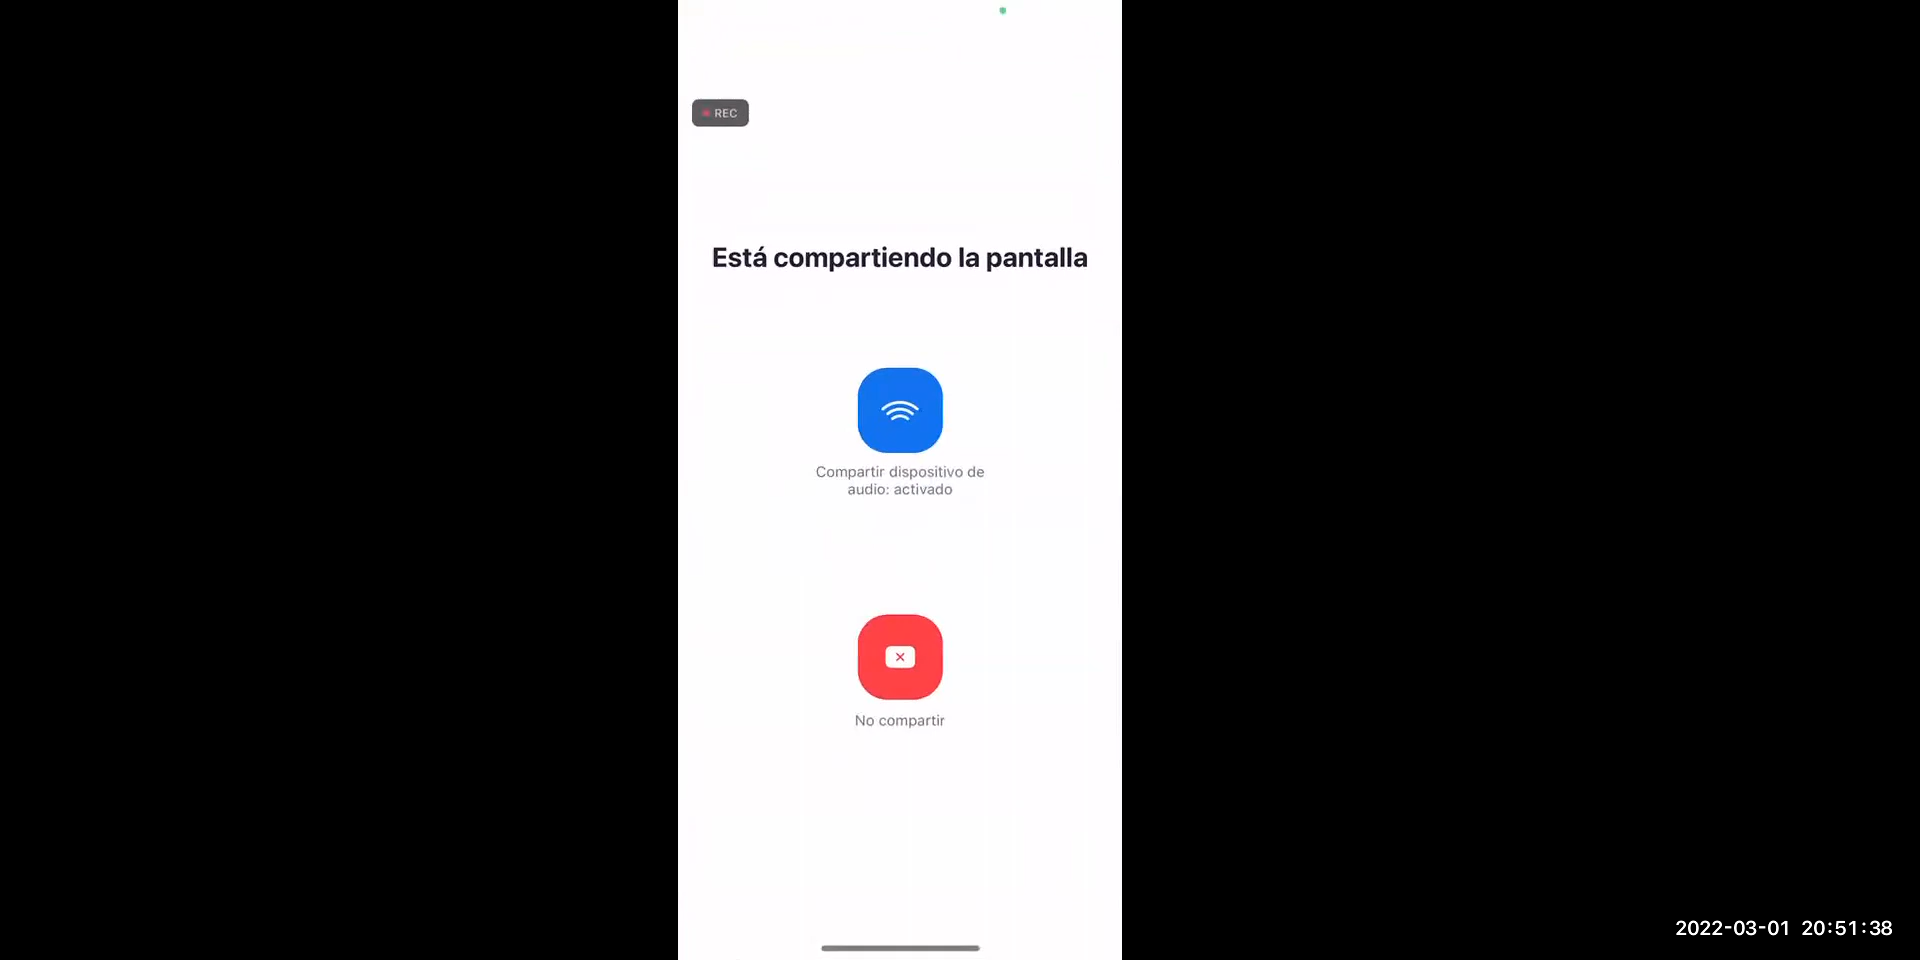 REC
Está compartiendo la pantalla
Compartir dispositivo de
audio: activado
No compartir
2022-03-01 20:51:38